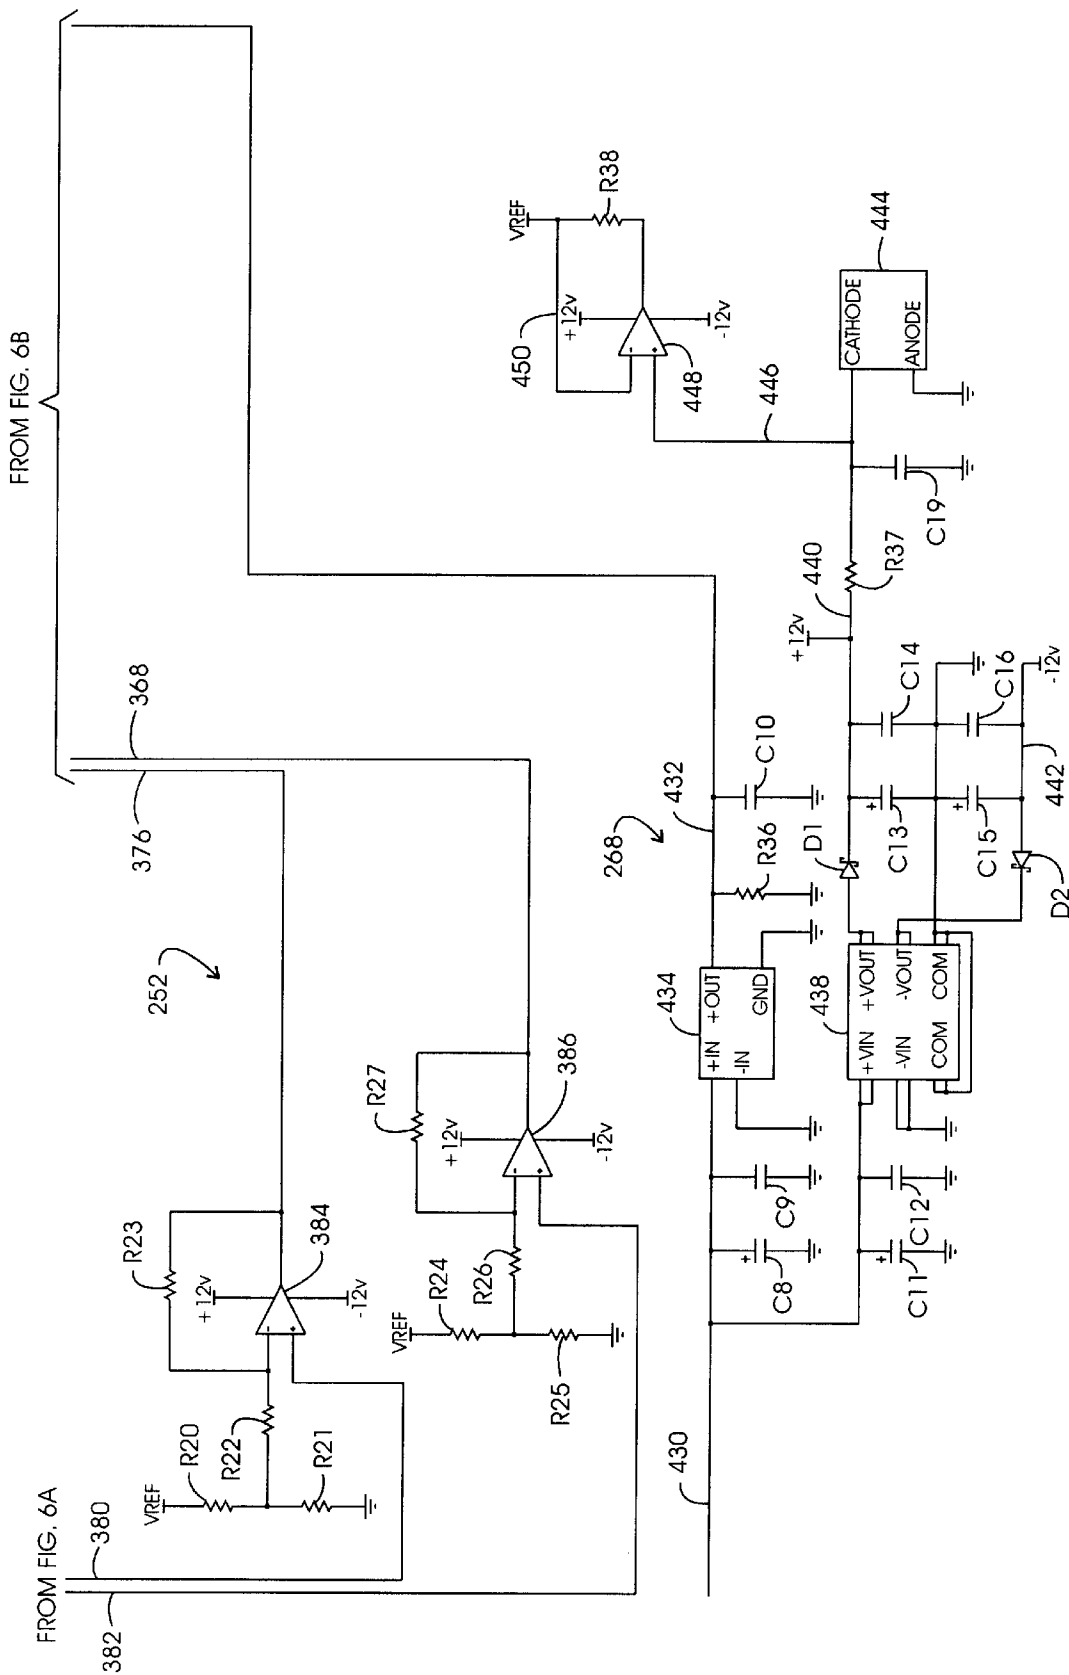 FROM FIG. 6A
FROM FIG. 6B
382
380
376
368
252
VREF
R20
R22
R21
R23
+12v
-12v
384
VREF
R24
R26
R25
R27
+12v
-12v
386
VREF
R38
450
+12v
-12v
448
446
268
430
432
434
+IN
+OUT
-IN
GND
C8
C9
R36
C10
438
+VIN
+VOUT
-VIN
-VOUT
COM
COM
C11
C12
D1
D2
C13
C14
C15
C16
+12v
-12v
440
442
R37
C19
CATHODE
ANODE
444